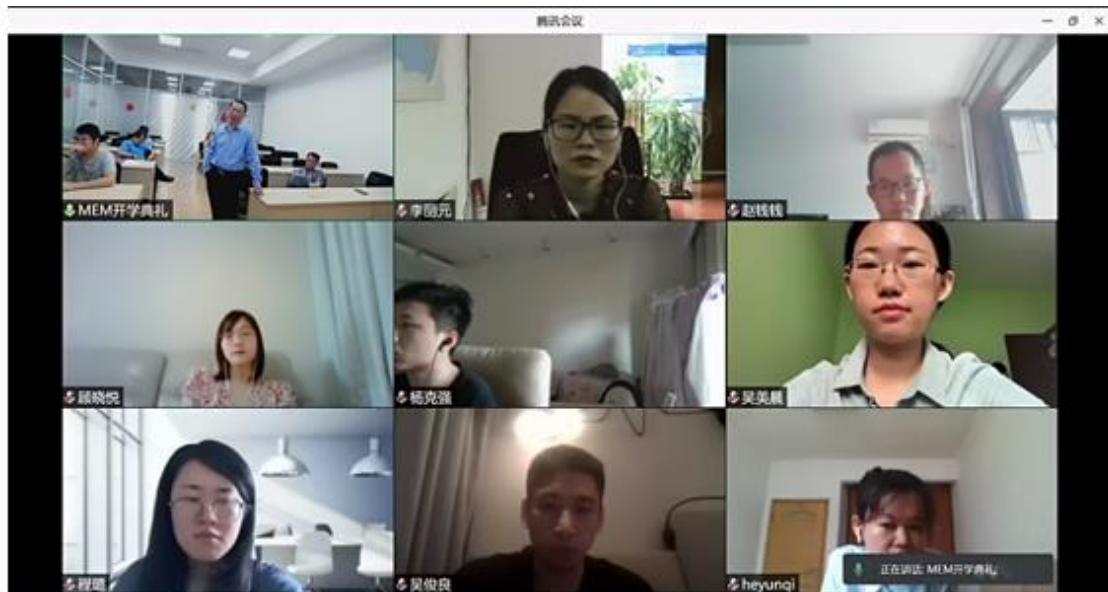 腾讯会议
MEM开学典礼
李丽元
赵钱钱
顾晓悦
杨克强
吴美晨
程璐
吴俊良
heyunqi
正在讲话: MEM开学典礼;